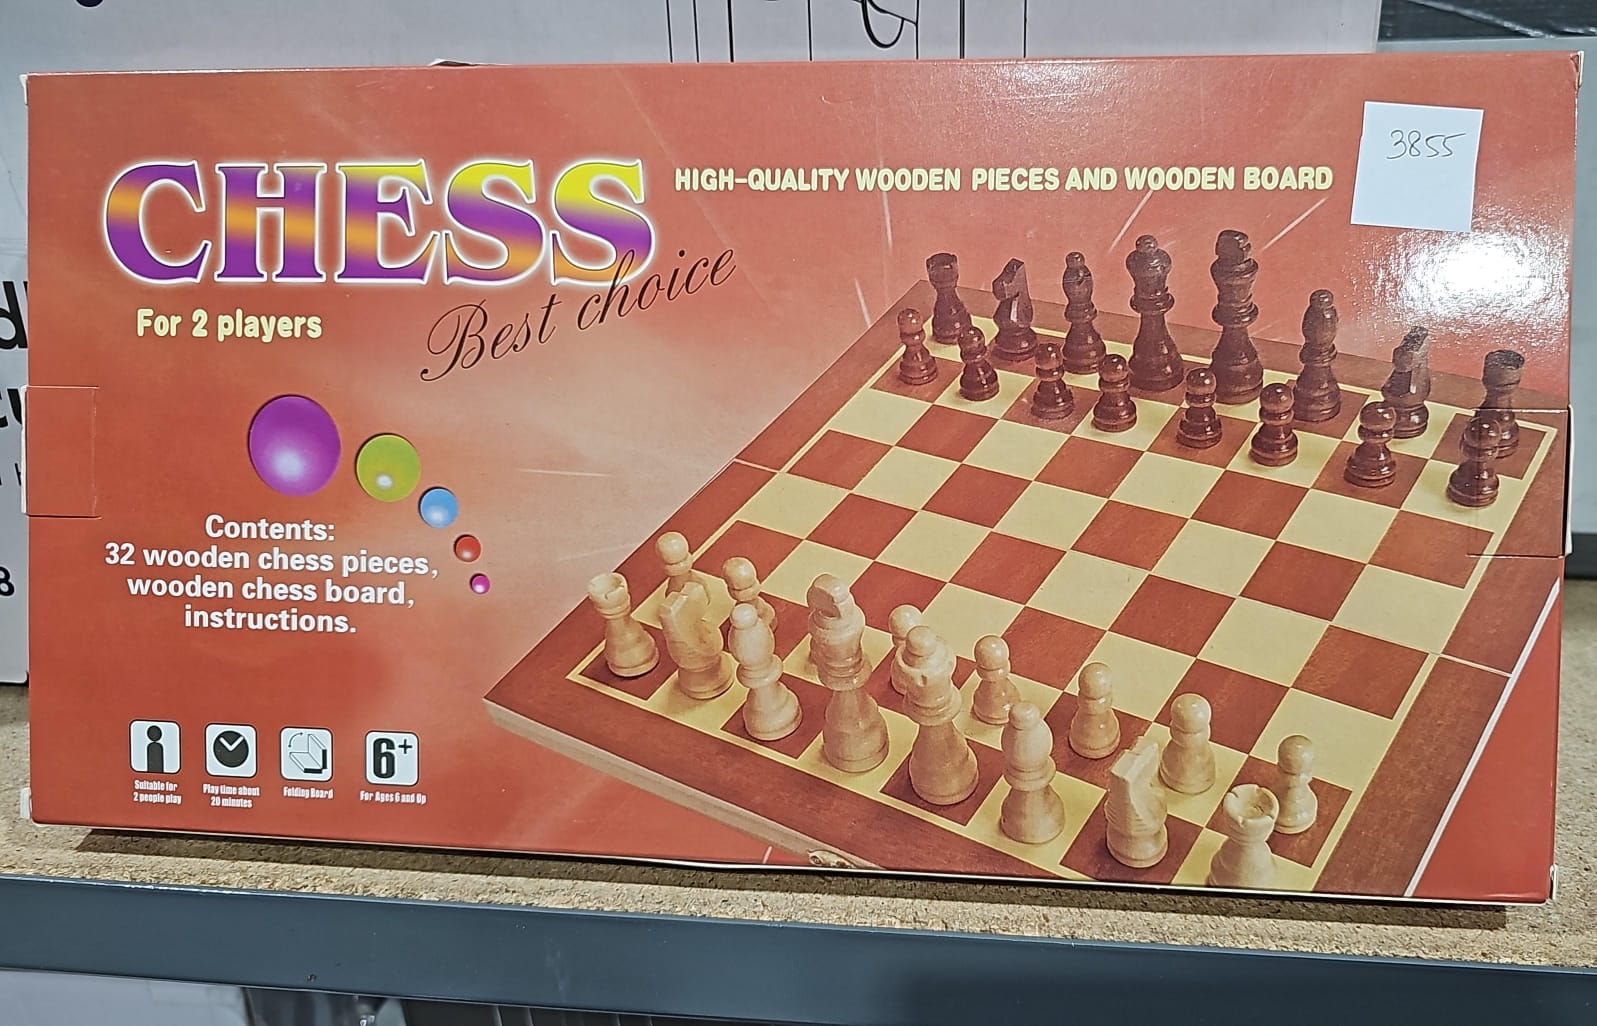 3855
CHESS
HIGH-QUALITY WOODEN PIECES AND WOODEN BOARD
Best choice
For 2 players
Contents:
32 wooden chess pieces,
wooden chess board,
instructions.
6+
Suitable for
2 people play
Play time about
20 minutes
Folding Board
For Ages 6 and Up